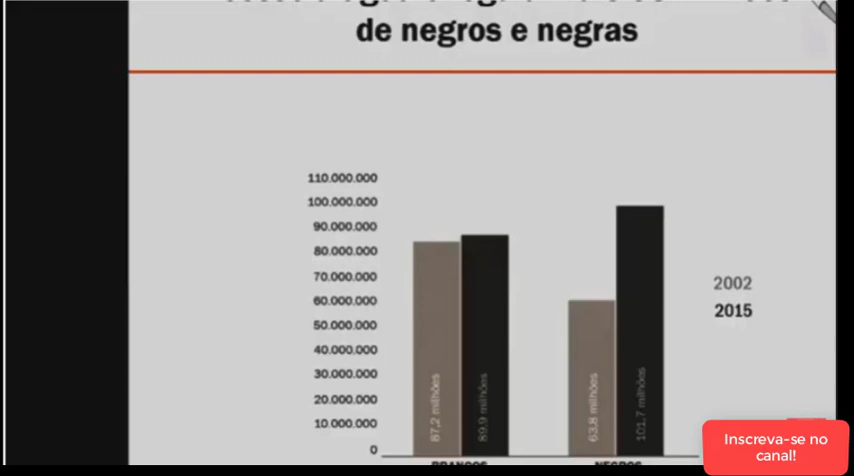 de negros e negras
110.000.000
100.000.000
90.000.000
80.000.000
70.000.000
60.000.000
50.000.000
40.000.000
30.000.000
20.000.000
10.000.000
0
87,2 milhões
89,9 milhões
63,8 milhões
101,7 milhões
2002
2015
BRANCOS
NEGROS
Inscreva-se no
canal!